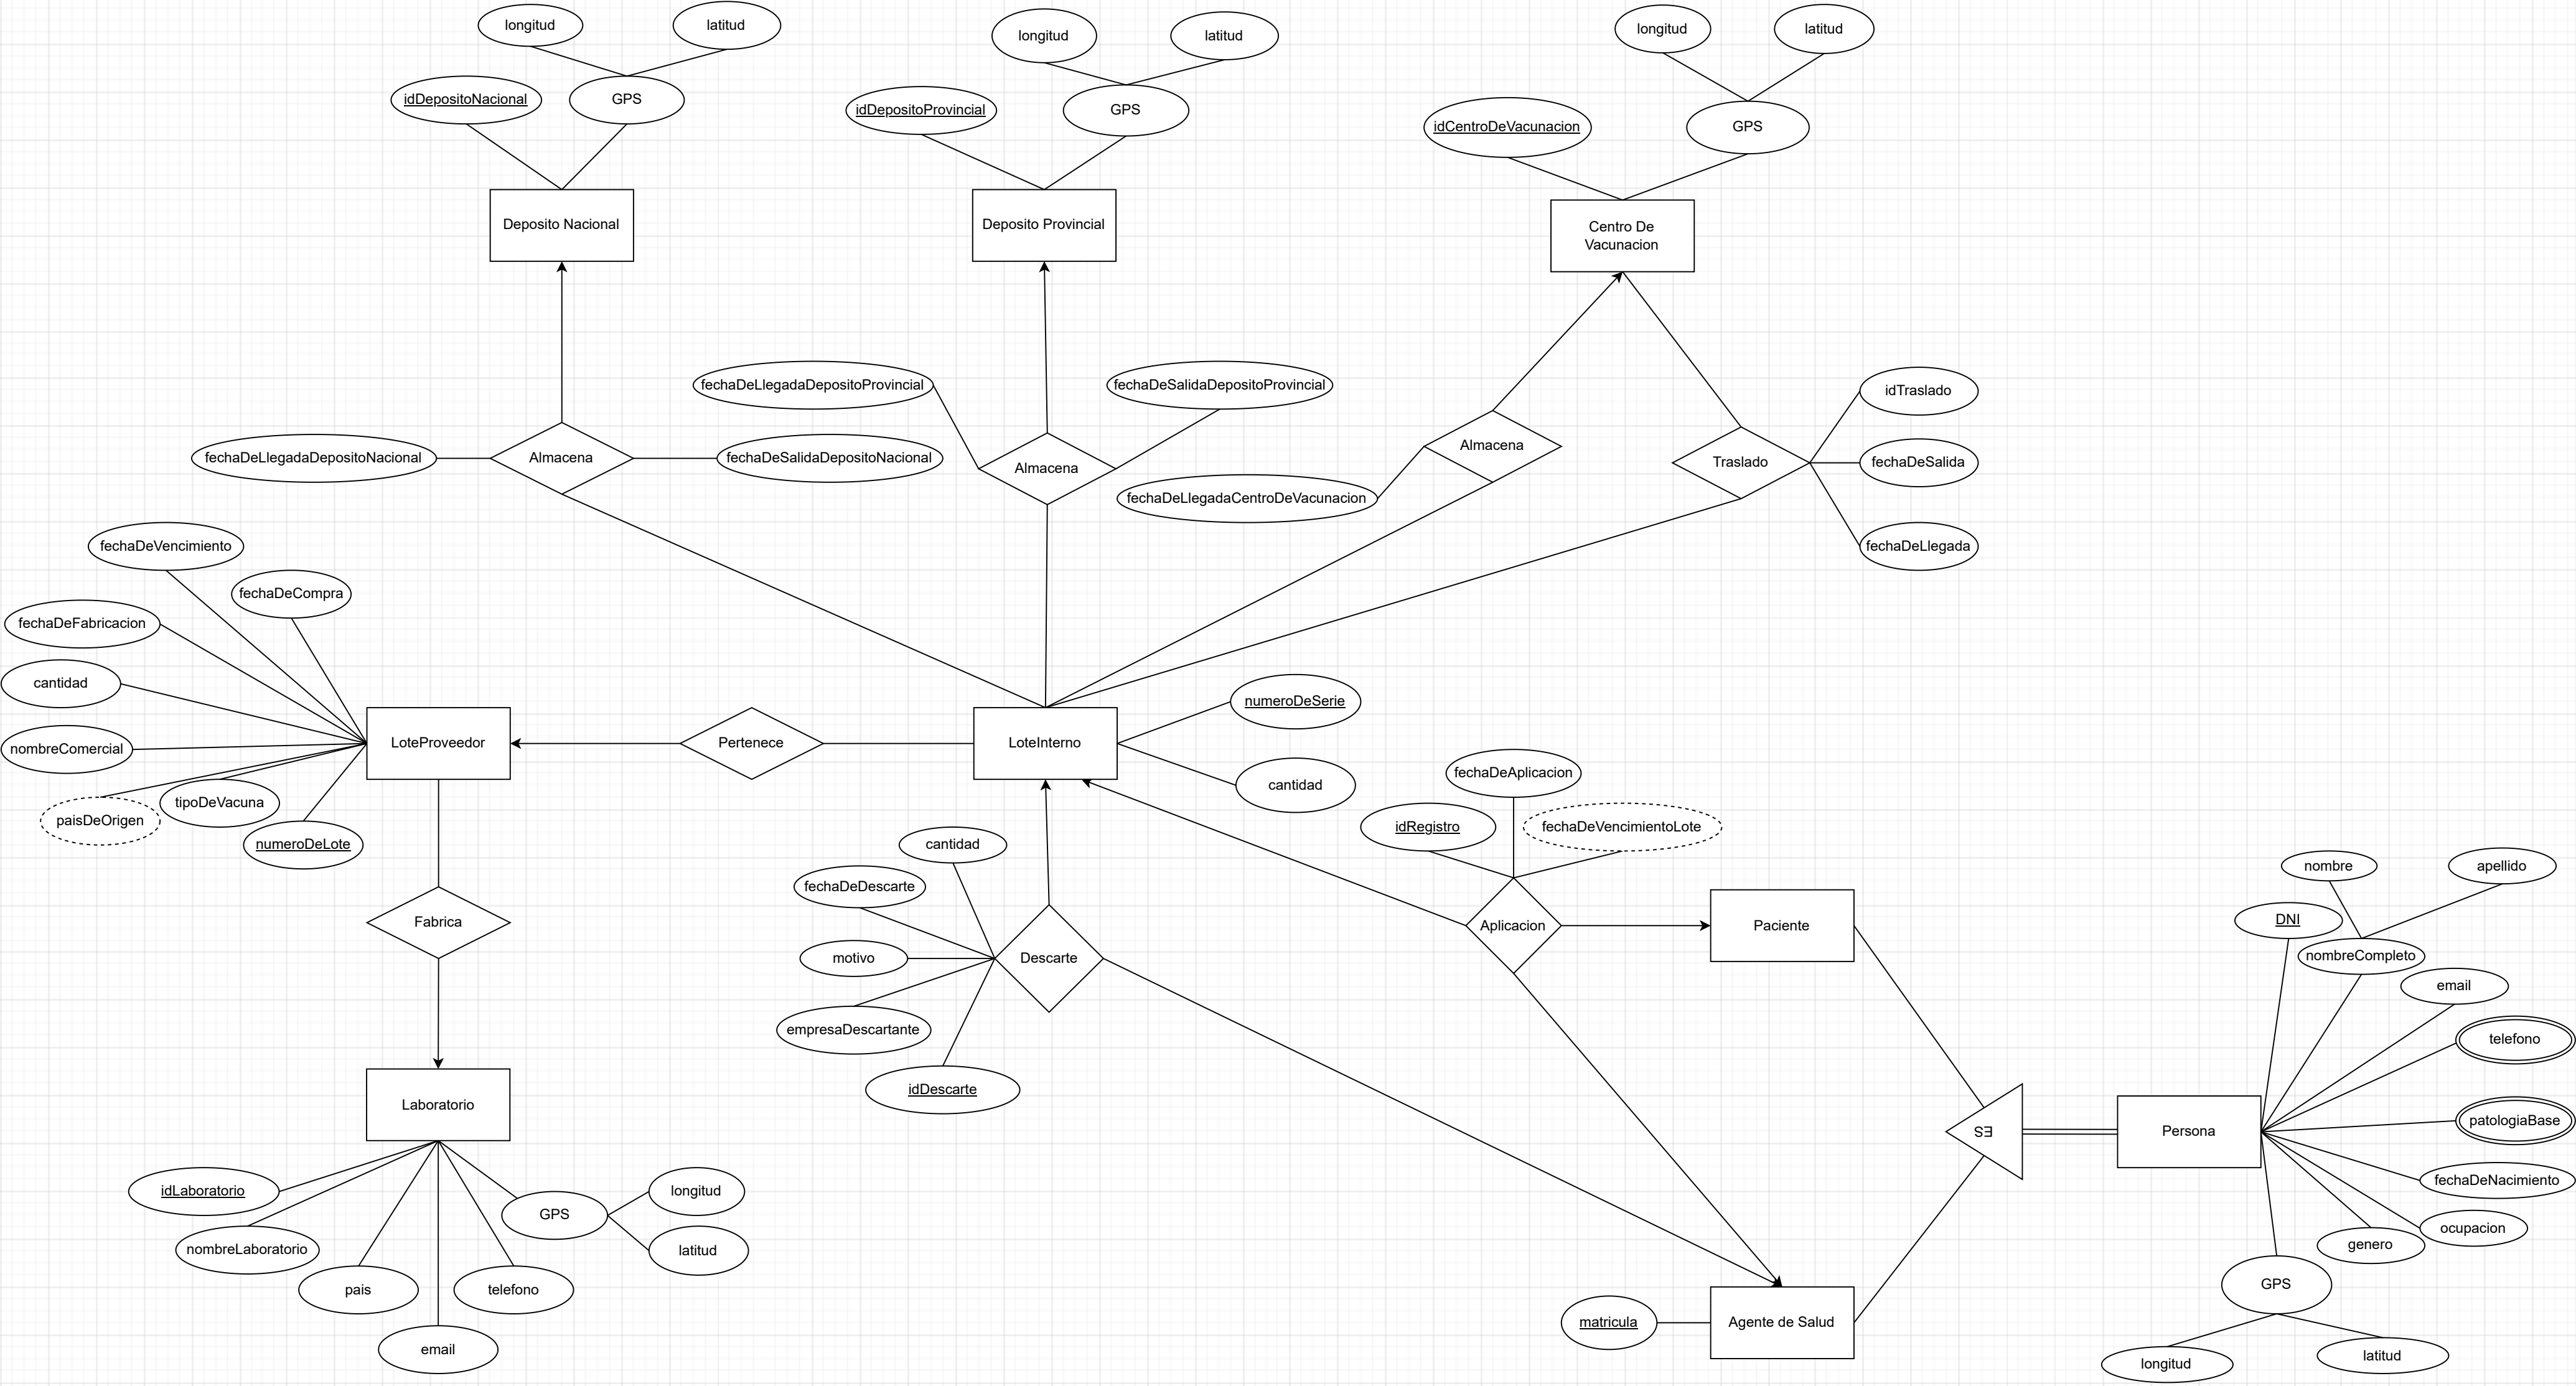 longitud
latitud
longitud
latitud
longitud
latitud
idDepositoNacional
GPS
idDepositoProvincial
GPS
idCentroDeVacunacion
GPS
Deposito Nacional
Deposito Provincial
Centro De
Vacunacion
fechaDeLlegadaDepositoProvincial
fechaDeSalidaDepositoProvincial
idTraslado
fechaDeLlegadaDepositoNacional
Almacena
fechaDeSalidaDepositoNacional
Almacena
Almacena
Traslado
fechaDeSalida
fechaDeLlegadaCentroDeVacunacion
fechaDeLlegada
fechaDeVencimiento
fechaDeCompra
fechaDeFabricacion
cantidad
nombreComercial
LoteProveedor
Pertenece
LoteInterno
numeroDeSerie
cantidad
paisDeOrigen
tipoDeVacuna
numeroDeLote
fechaDeAplicacion
idRegistro
fechaDeVencimientoLote
cantidad
fechaDeDescarte
motivo
Descarte
empresaDescartante
idDescarte
Aplicacion
Paciente
Fabrica
nombre
apellido
DNI
nombreCompleto
email
telefono
patologiaBase
Persona
ES
fechaDeNacimiento
ocupacion
genero
GPS
longitud
latitud
Laboratorio
idLaboratorio
GPS
longitud
latitud
nombreLaboratorio
pais
telefono
email
matricula
Agente de Salud